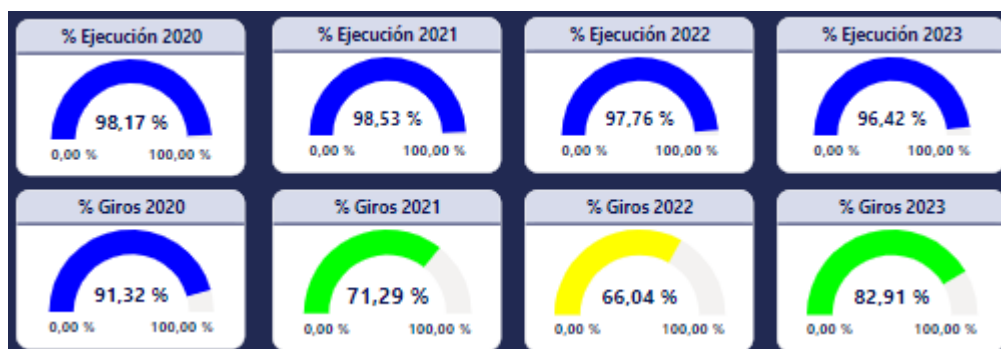 % Ejecución 2020
98,17 %
0,00 % 100,00 %
% Ejecución 2021
98,53 %
0,00 % 100,00 %
% Ejecución 2022
97,76 %
0,00 % 100,00 %
% Ejecución 2023
96,42 %
0,00 % 100,00 %
% Giros 2020
91,32 %
0,00 % 100,00 %
% Giros 2021
71,29 %
0,00 % 100,00 %
% Giros 2022
66,04 %
0,00 % 100,00 %
% Giros 2023
82,91 %
0,00 % 100,00 %